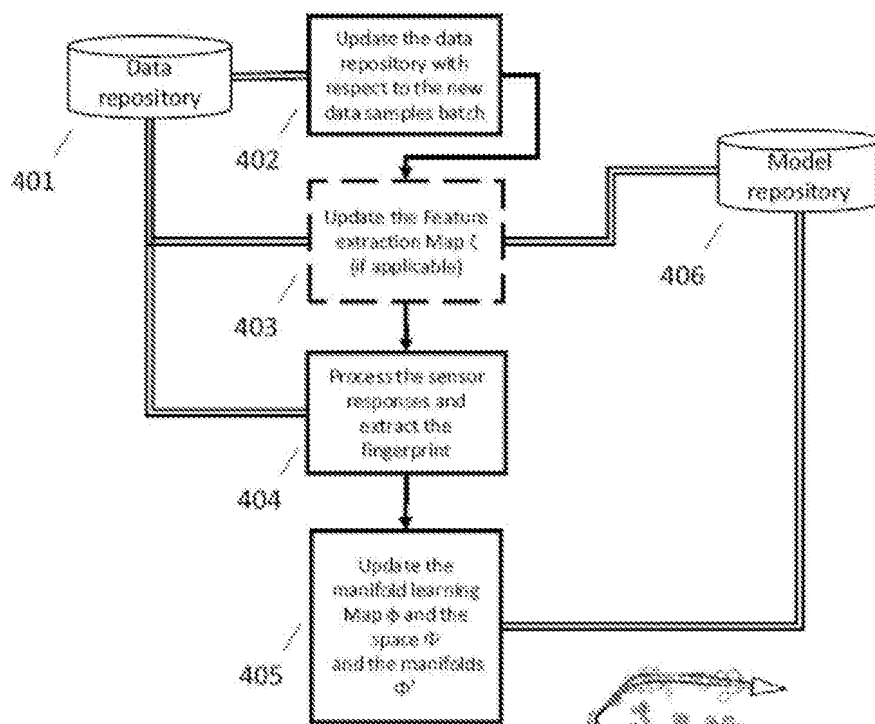 Data
repository
401
Update the data
repository with
respect to the new
data samples batch
402
Model
repository
406
Update the Feature
extraction Map ζ
(if applicable)
403
Process the sensor
responses and
extract the
fingerprint
404
Update the
manifold learning
Map ϕ and the
space Φ
and the manifolds
Φ'
405